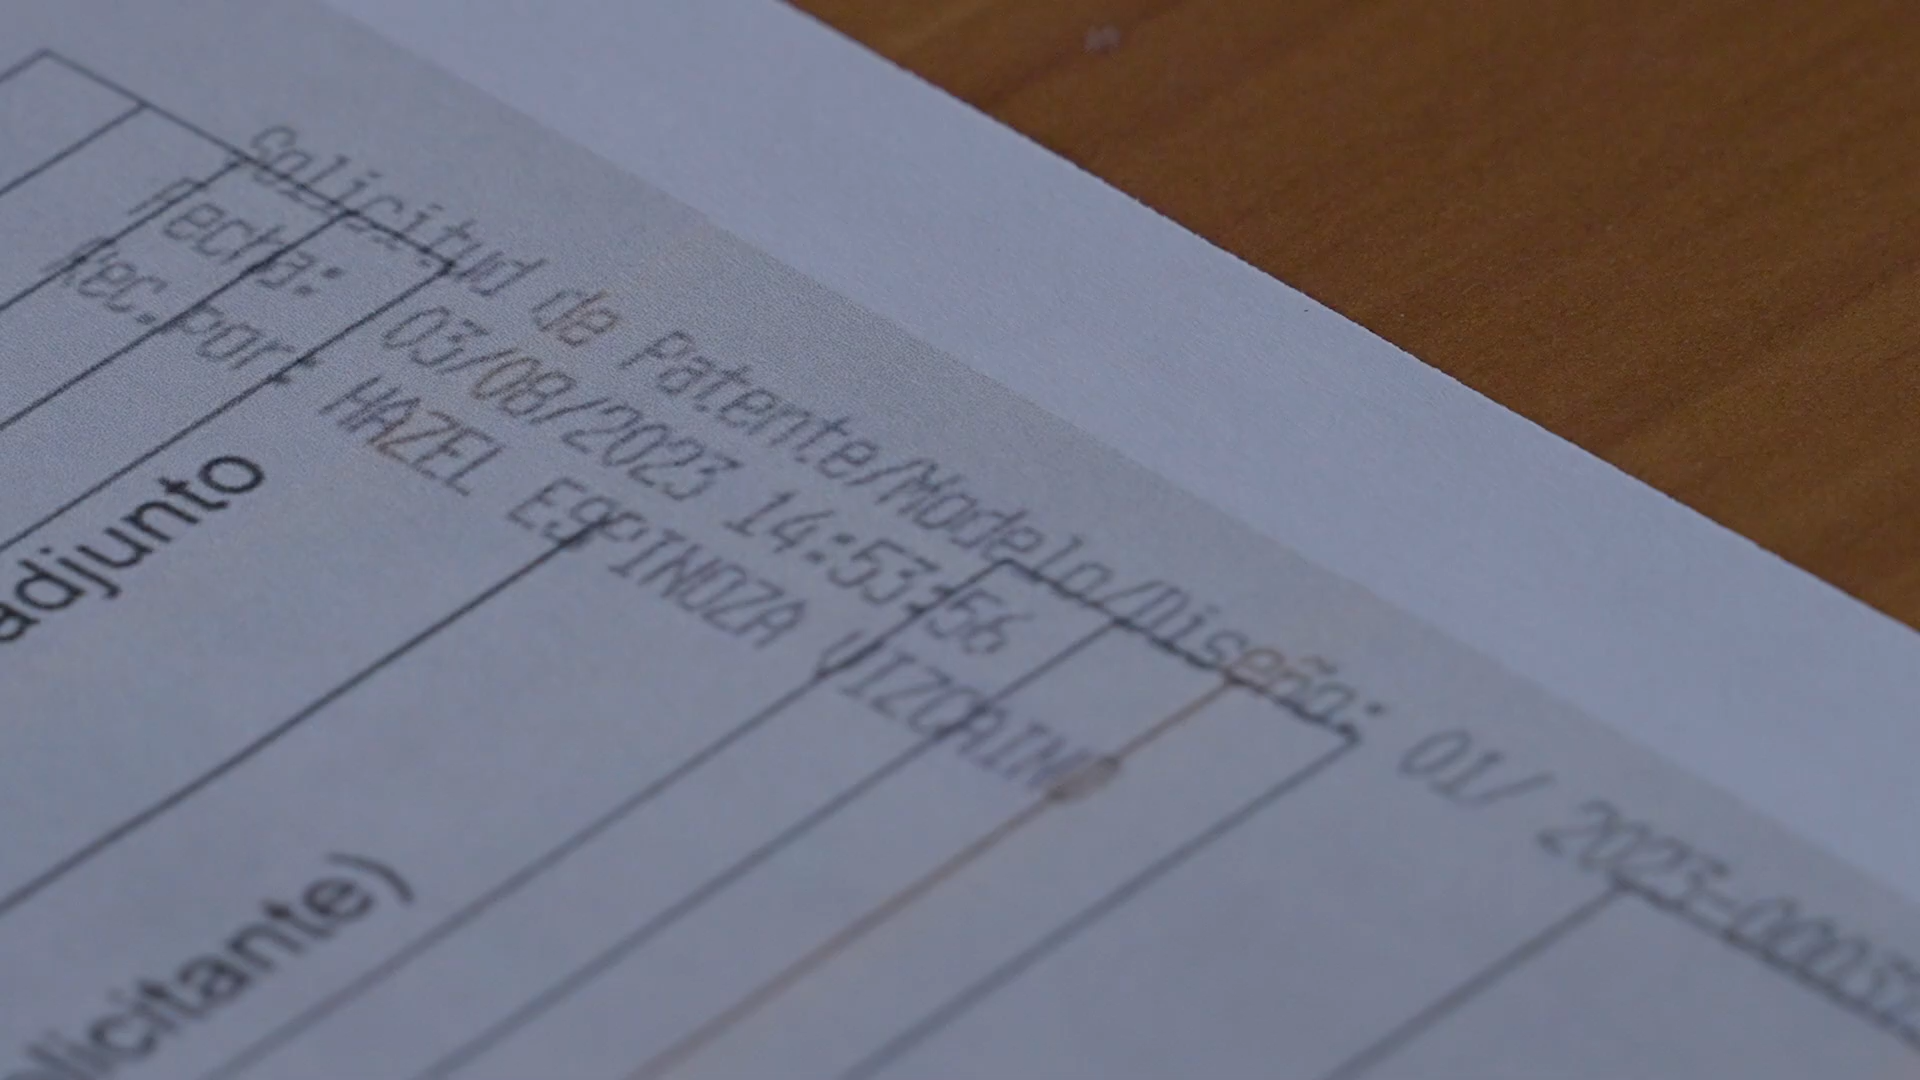 Solicitud de Patente/Modelo/Diseño: 01/ 2023-00037
Fecha: 03/08/2023 14:53:56
Rec.por: HAZEL ESPINOZA VIZCAINO
adjunto
licitante)